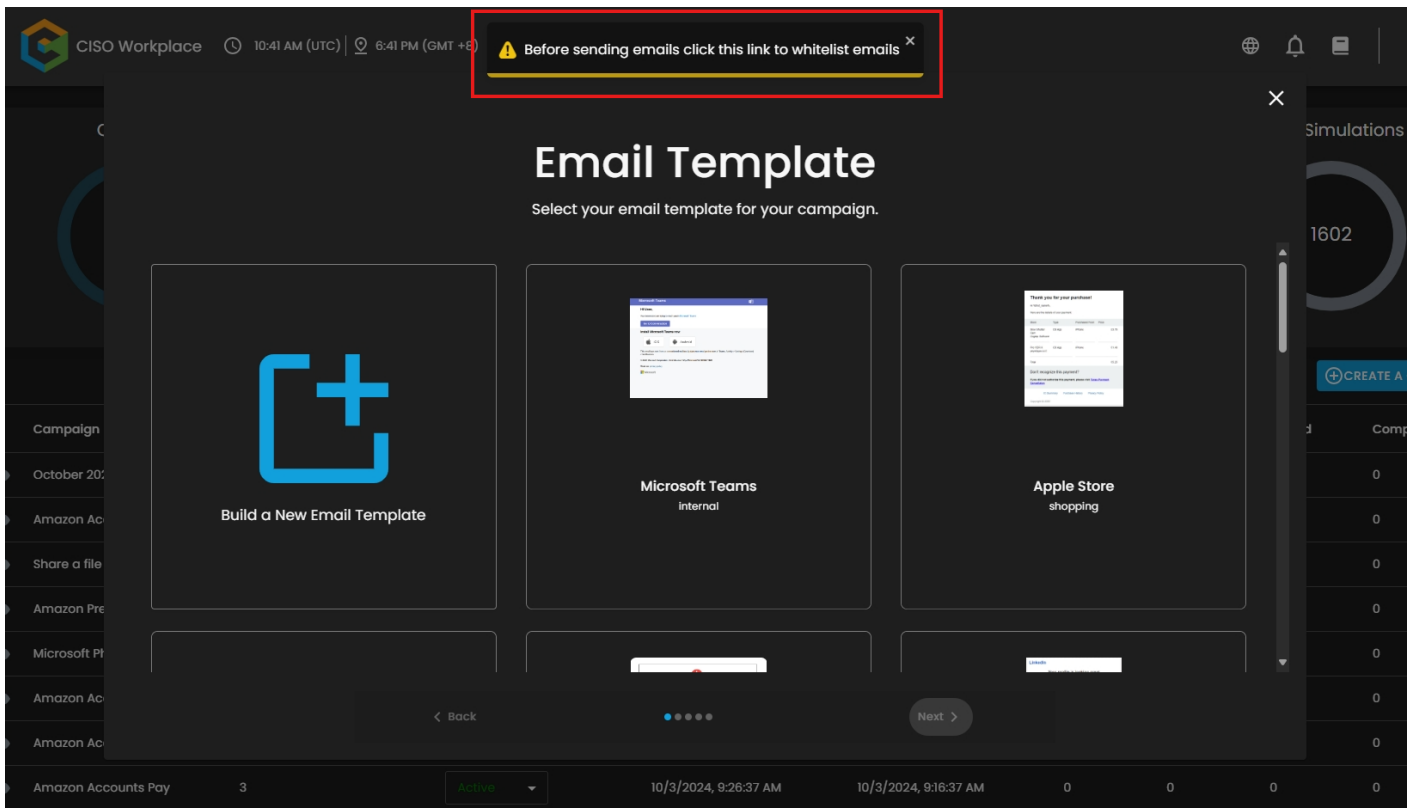 CISO Workplace
10:41 AM (UTC)
6:41 PM (GMT +8)
Before sending emails click this link to whitelist emails
Simulations
1602
Email Template
Select your email template for your campaign.
Build a New Email Template
Microsoft Teams
internal
Thank you for your purchase!
Apple Store
shopping
LinkedIn
CREATE A
Campaign
Comp
October 202
0
Amazon Ac
0
Share a file
0
Amazon Pre
0
Microsoft Ph
0
Amazon Ac
0
Amazon Ac
0
Back
Next
Amazon Accounts Pay 3 Active 10/3/2024, 9:26:37 AM 10/3/2024, 9:16:37 AM 0 0 0 0